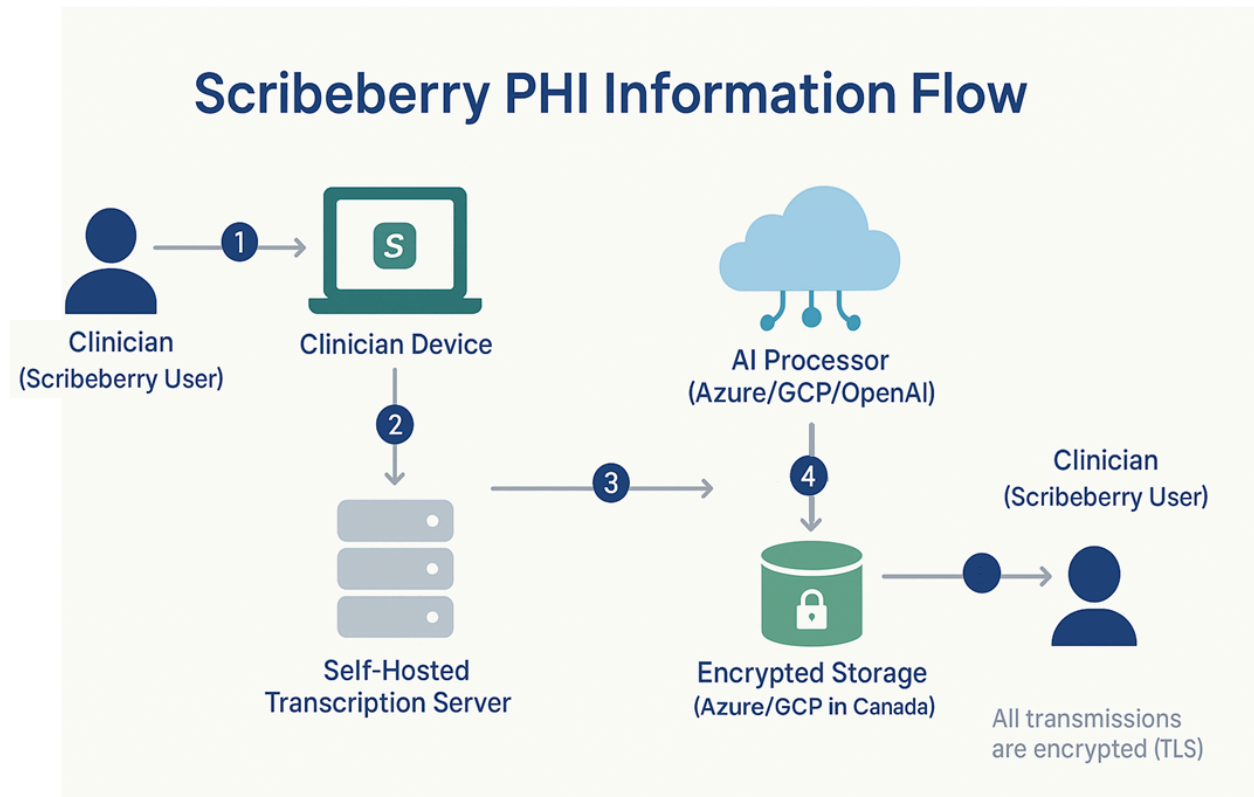 Scribeberry PHI Information Flow
1
S
Clinician
(Scribeberry User)
Clinician Device
2
Self-Hosted
Transcription Server
3
AI Processor
(Azure/GCP/OpenAI)
4
Encrypted Storage
(Azure/GCP in Canada)
Clinician
(Scribeberry User)
All transmissions
are encrypted (TLS)